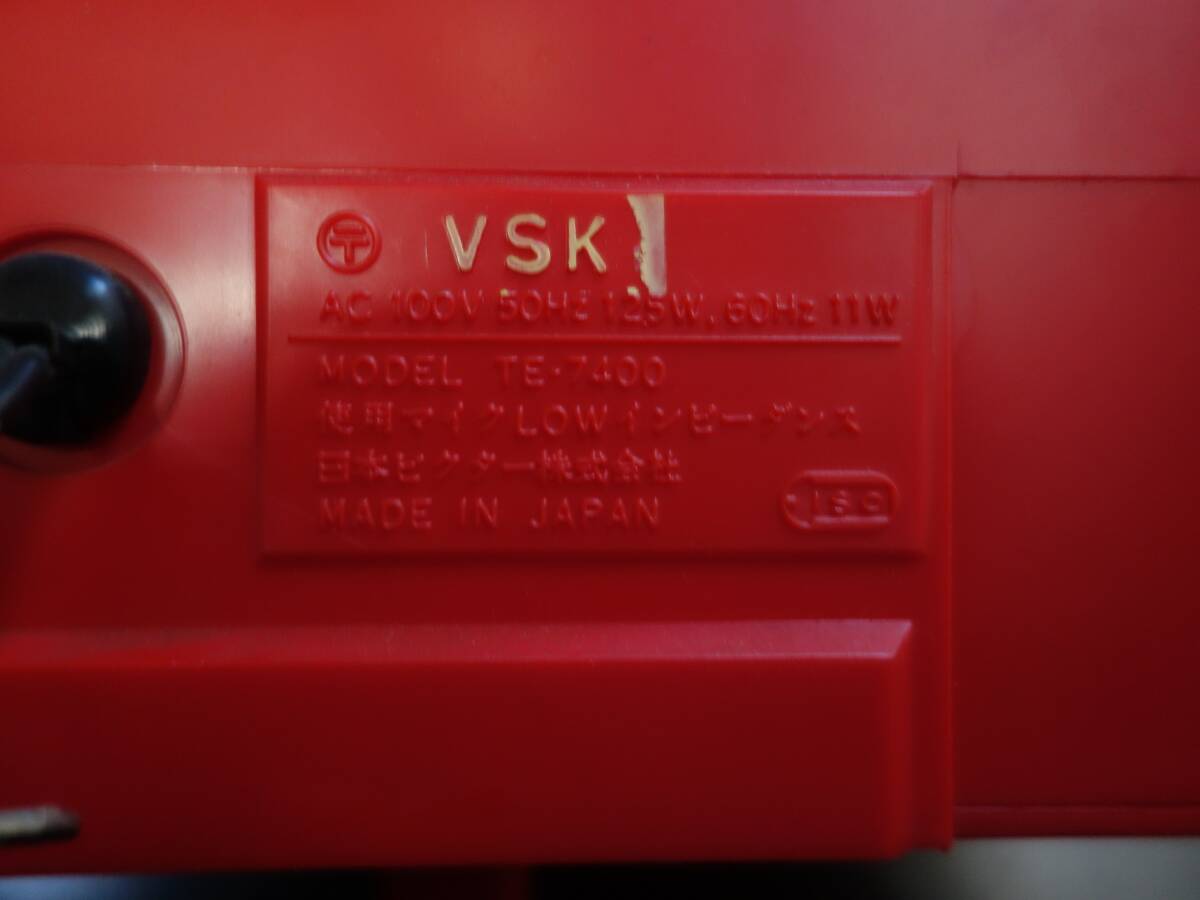 〒 VSK
AC 100V 50Hz 12.5W, 60Hz 11W
MODEL TE-7400
使用マイクLOWインピーダンス
日本ビクター株式会社
MADE IN JAPAN